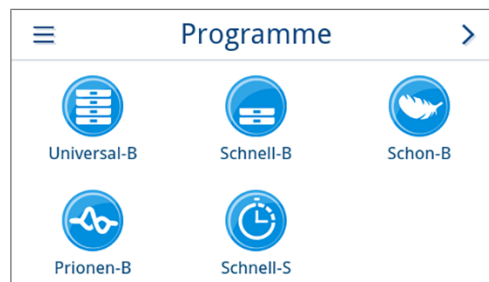 Programme
Universal-B
Schnell-B
Schon-B
Prionen-B
Schnell-S